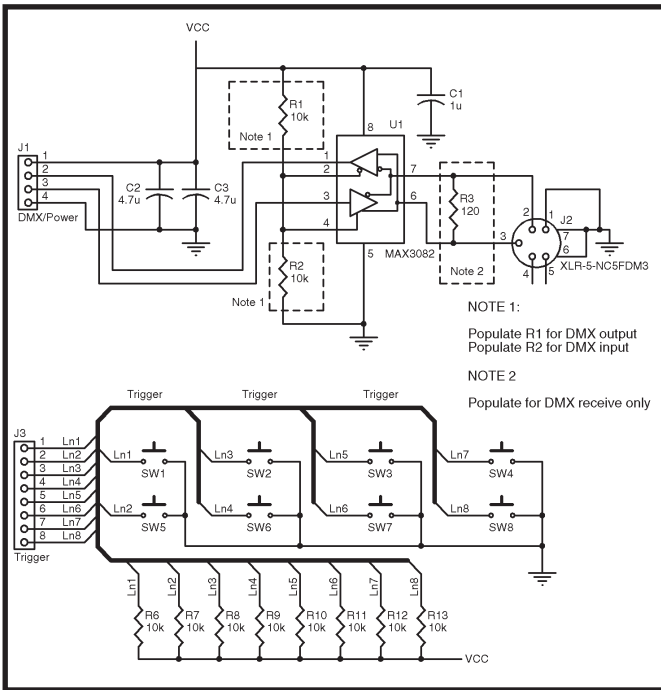 VCC
R1
10k
Note 1
C1
1u
U1
8
J1
1
2
3
4
DMX/Power
C2
4.7u
C3
4.7u
1
2
3
4
7
6
5
MAX3082
R2
10k
Note 1
R3
120
Note 2
2
1
J2
3
7
6
4
5
XLR-5-NC5FDM3
NOTE 1:
Populate R1 for DMX output
Populate R2 for DMX input
NOTE 2
Populate for DMX receive only
Trigger
Trigger
Trigger
J3
1 Ln1
2 Ln2
3 Ln3
4 Ln4
5 Ln5
6 Ln6
7 Ln7
8 Ln8
Trigger
Ln1
SW1
Ln3
SW2
Ln5
SW3
Ln7
SW4
Ln2
SW5
Ln4
SW6
Ln6
SW7
Ln8
SW8
Ln1
Ln2
Ln3
Ln4
Ln5
Ln6
Ln7
Ln8
R6
10k
R7
10k
R8
10k
R9
10k
R10
10k
R11
10k
R12
10k
R13
10k
VCC